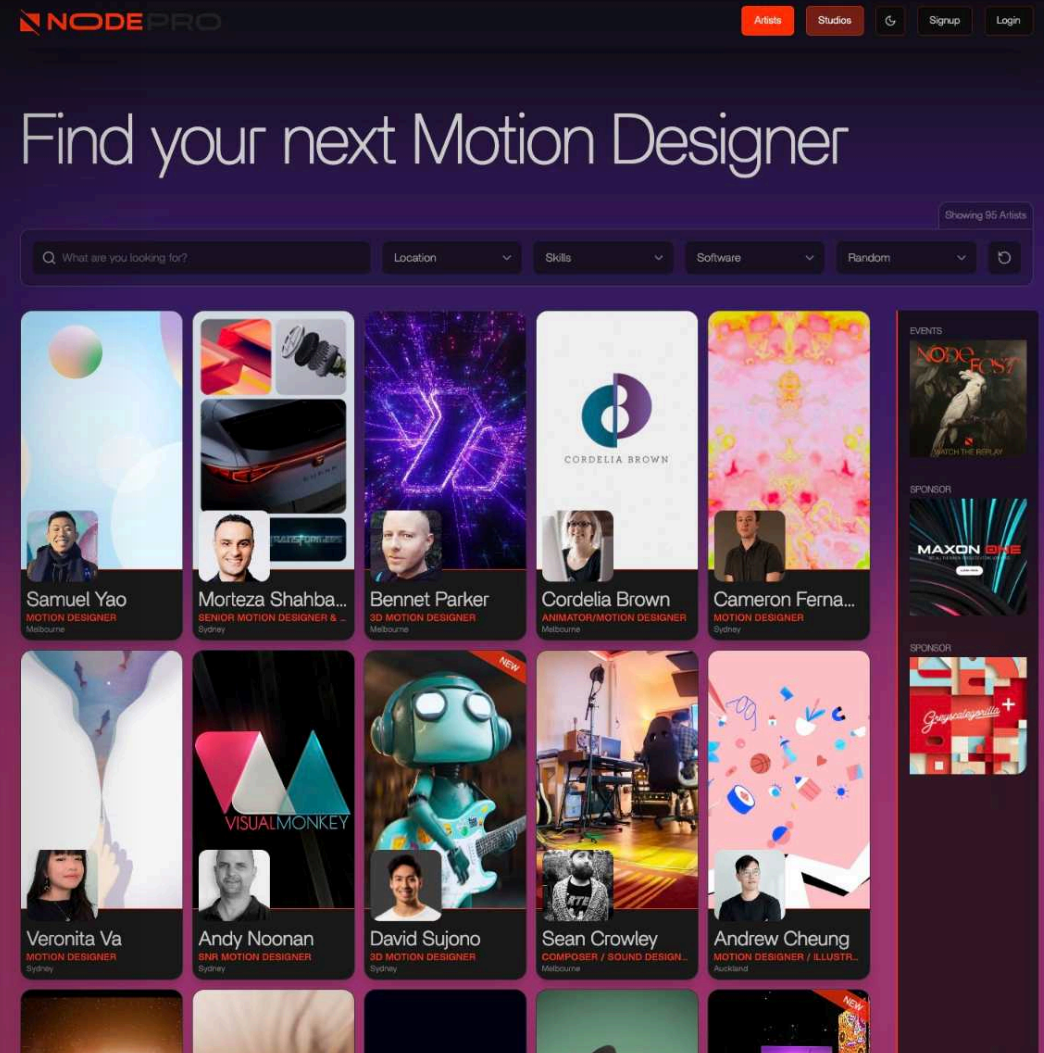 NODEPRO
Artists
Studios
Signup
Login
Find your next Motion Designer
Showing 95 Artists
What are you looking for?
Location
Skills
Software
Random
CORDELIA BROWN
Samuel Yao
MOTION DESIGNER
Melbourne
Morteza Shahba...
SENIOR MOTION DESIGNER & ...
Sydney
Bennet Parker
3D MOTION DESIGNER
Melbourne
Cordelia Brown
ANIMATOR/MOTION DESIGNER
Melbourne
Cameron Ferna...
MOTION DESIGNER
Sydney
EVENTS
NODE
FEST
WATCH THE REPLAY
SPONSOR
MAXON ONE
SPONSOR
Greyscalegorilla
NEW
VISUALMONKEY
Veronita Va
MOTION DESIGNER
Sydney
Andy Noonan
SNR MOTION DESIGNER
Sydney
David Sujono
3D MOTION DESIGNER
Sydney
Sean Crowley
COMPOSER / SOUND DESIGN...
Melbourne
Andrew Cheung
MOTION DESIGNER / ILLUSTR...
Auckland
NEW